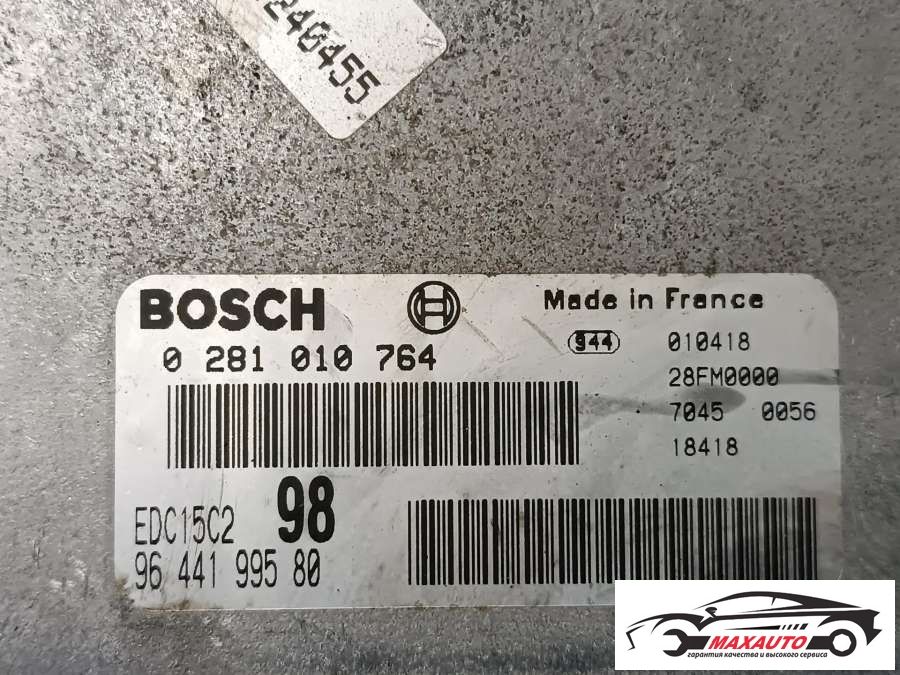 240455
BOSCH
Made in France
0 281 010 764
944
010418
28FM0000
7045 0056
18418
EDC15C2
98
96 441 995 80
MAXAUTO
гарантия качества и высокого сервиса